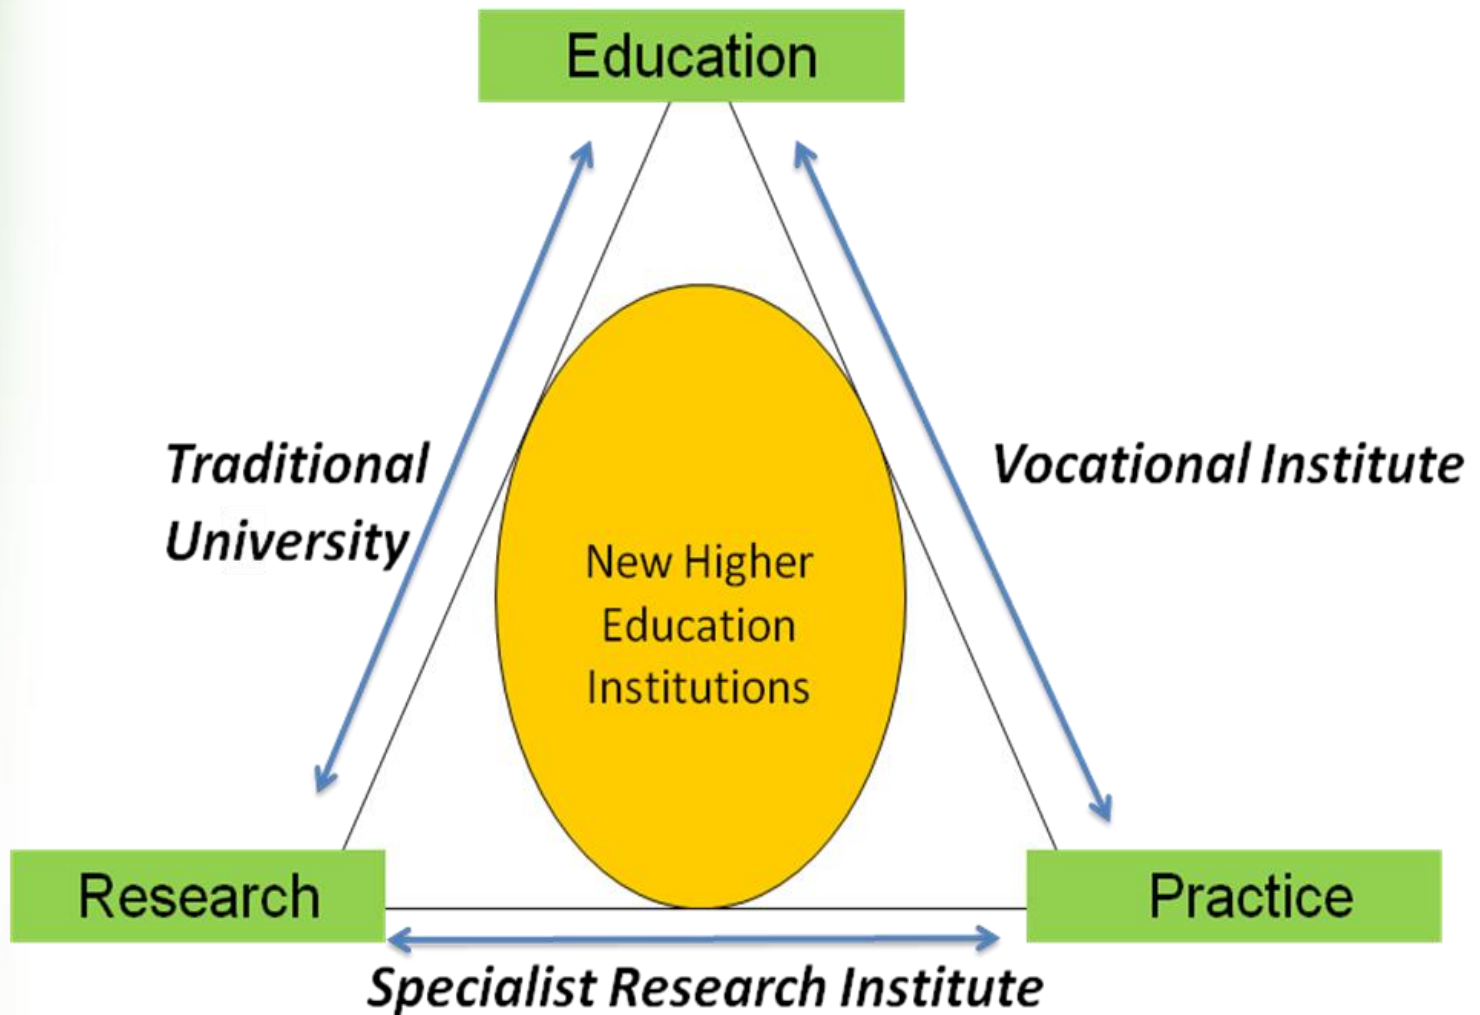 Education
Traditional
University
Vocational Institute
New Higher
Education
Institutions
Research
Practice
Specialist Research Institute